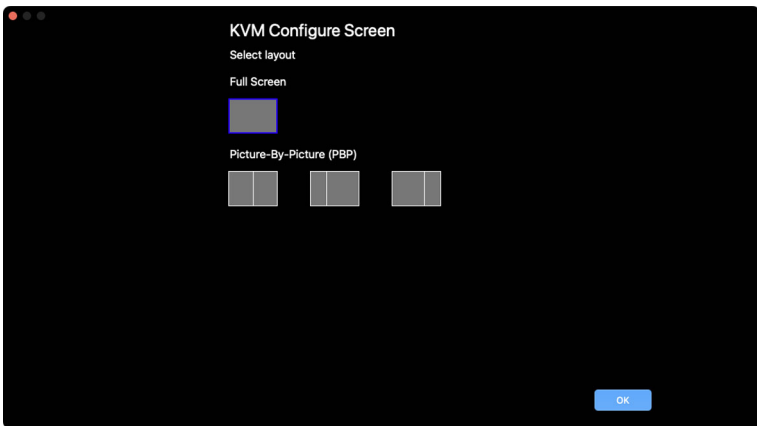 KVM Configure Screen
Select layout
Full Screen
Picture-By-Picture (PBP)
OK